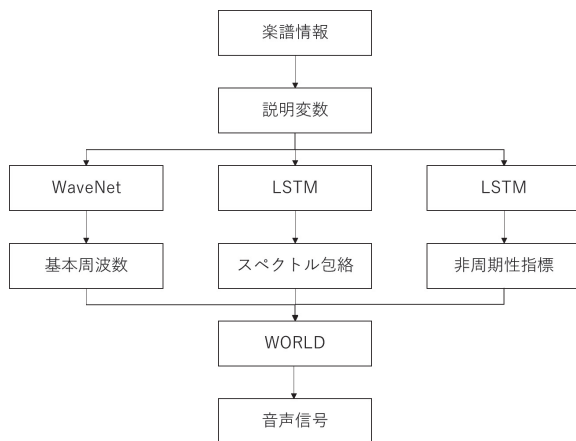 楽譜情報
説明変数
WaveNet
LSTM
LSTM
基本周波数
スペクトル包絡
非周期性指標
WORLD
音声信号